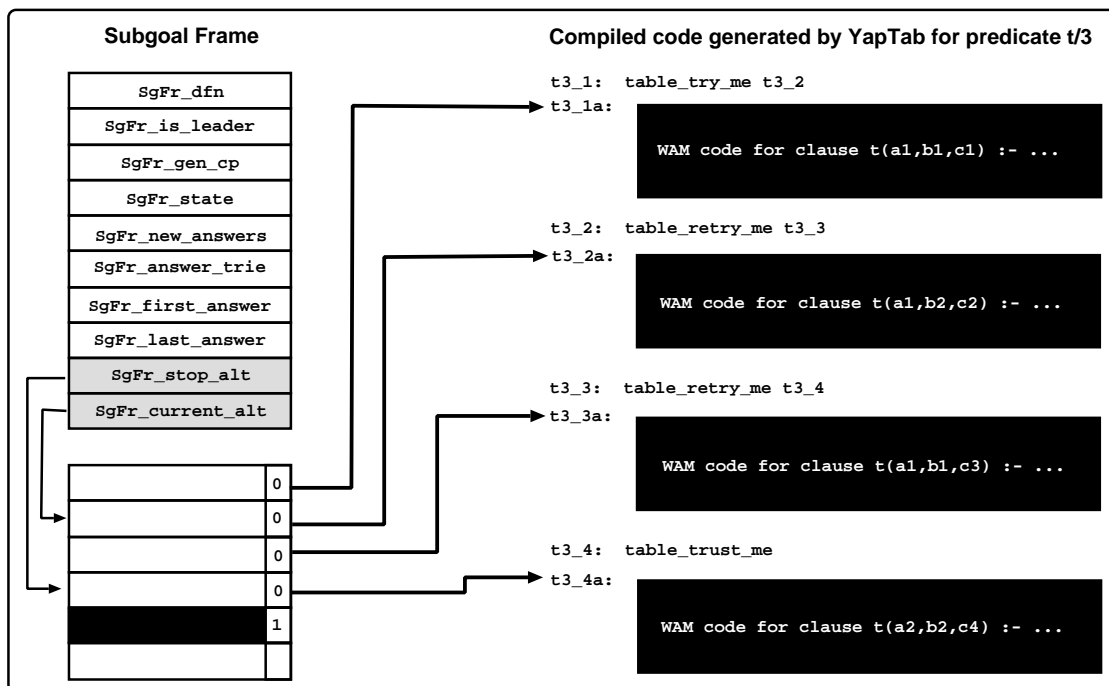 Subgoal Frame
SgFr_dfn
SgFr_is_leader
SgFr_gen_cp
SgFr_state
SgFr_new_answers
SgFr_answer_trie
SgFr_first_answer
SgFr_last_answer
SgFr_stop_alt
SgFr_current_alt
0
0
0
0
1
Compiled code generated by YapTab for predicate t/3
t3_1: table_try_me t3_2
t3_1a:
WAM code for clause t(a1,b1,c1) :- ...
t3_2: table_retry_me t3_3
t3_2a:
WAM code for clause t(a1,b2,c2) :- ...
t3_3: table_retry_me t3_4
t3_3a:
WAM code for clause t(a1,b1,c3) :- ...
t3_4: table_trust_me
t3_4a:
WAM code for clause t(a2,b2,c4) :- ...